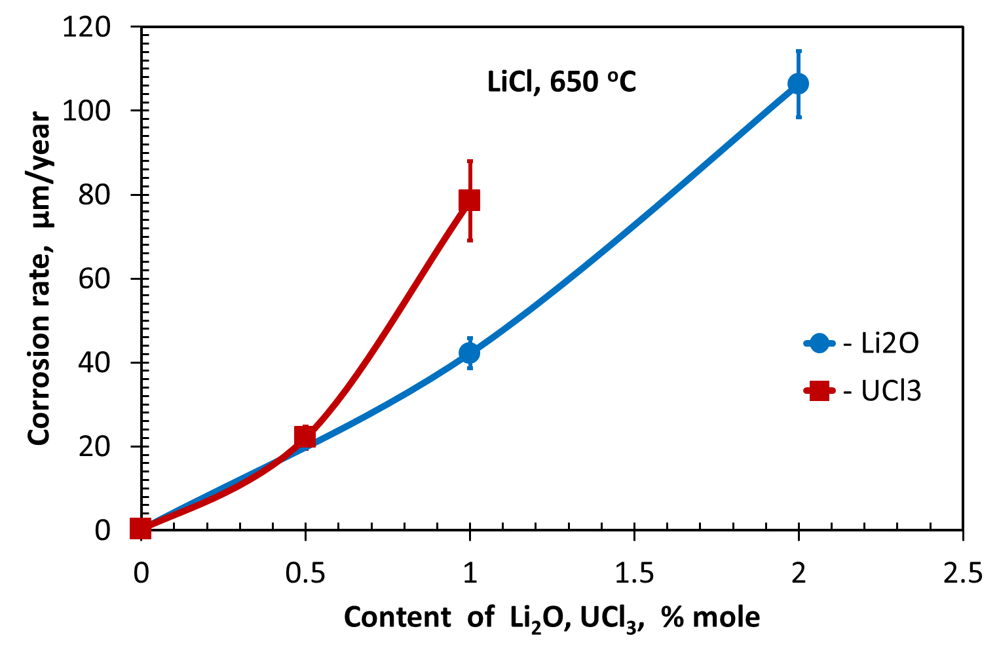 120
100
80
60
40
20
0
Corrosion rate, µm/year
LiCl, 650 ᵒC
- Li2O
- UCl3
0 0.5 1 1.5 2 2.5
Content of Li₂O, UCl₃, % mole